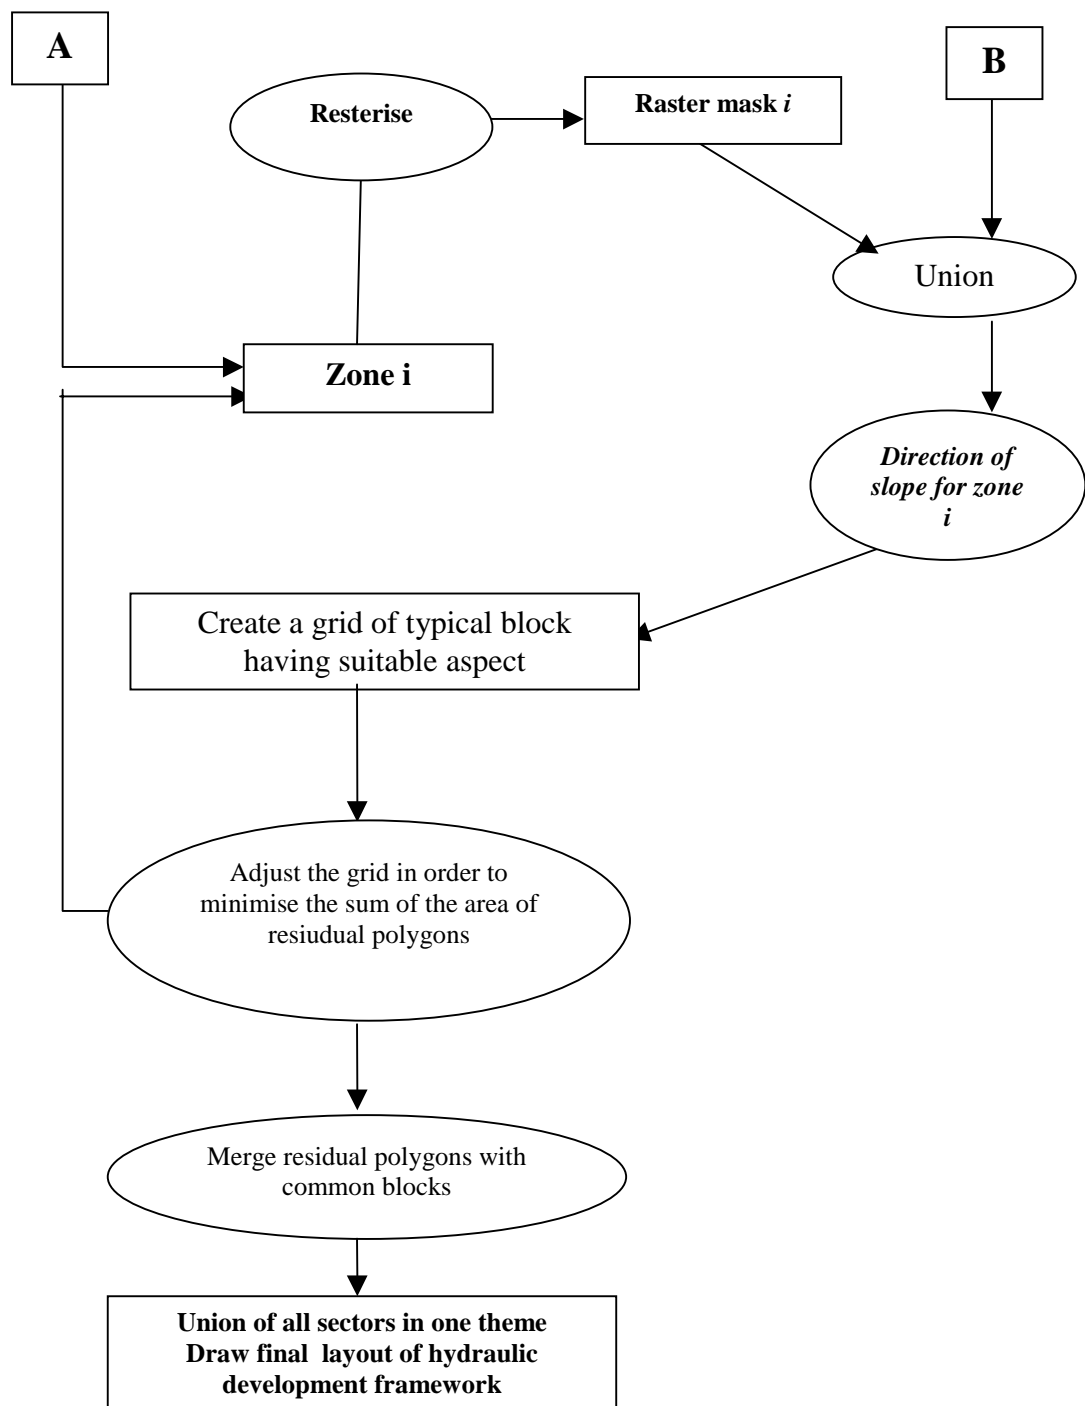 A
B
Resterise
Raster mask i
Union
Zone i
Direction of
slope for zone
i
Create a grid of typical block
having suitable aspect
Adjust the grid in order to
minimise the sum of the area of
resiudual polygons
Merge residual polygons with
common blocks
Union of all sectors in one theme
Draw final layout of hydraulic
development framework